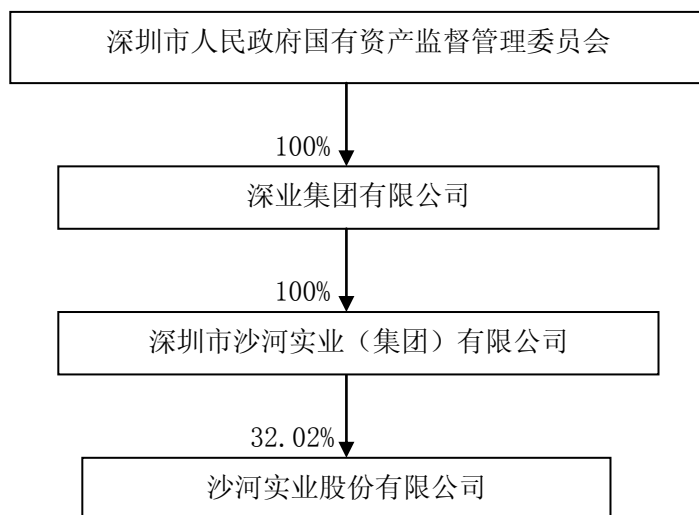 深圳市人民政府国有资产监督管理委员会
100%
深业集团有限公司
100%
深圳市沙河实业（集团）有限公司
32.02%
沙河实业股份有限公司